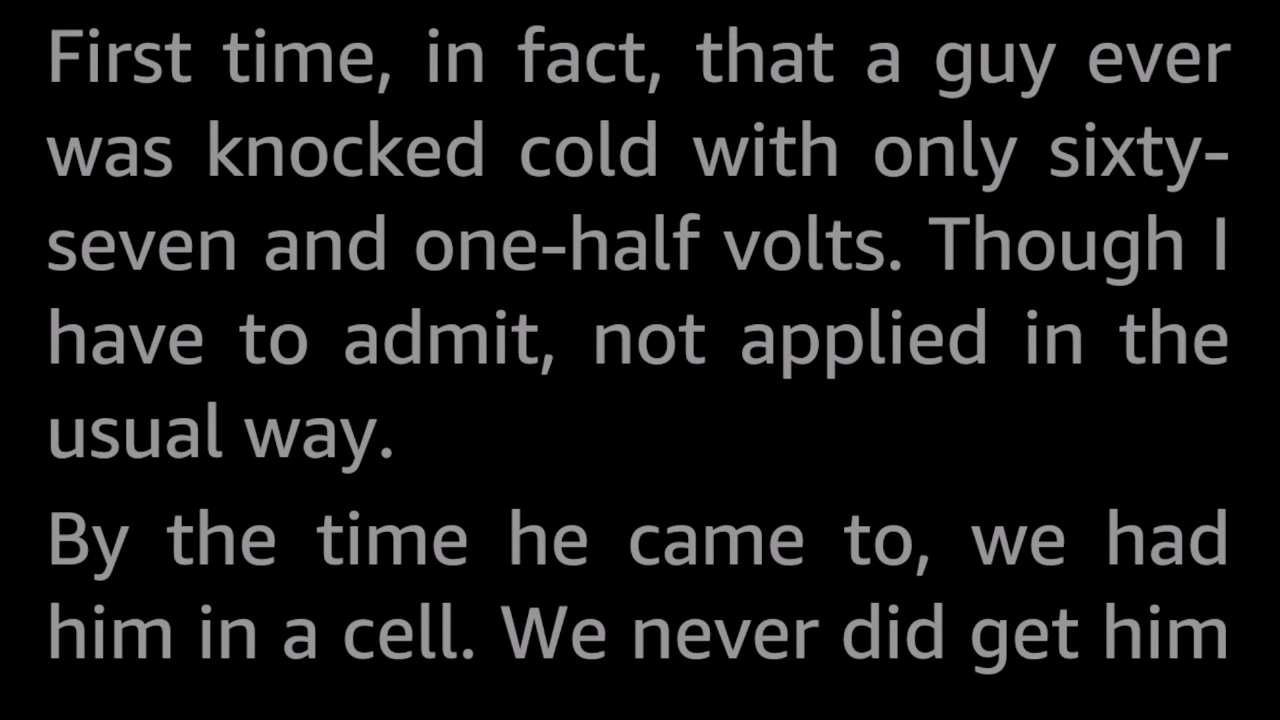 First time, in fact, that a guy ever
was knocked cold with only sixty-
seven and one-half volts. Though I
have to admit, not applied in the
usual way.
By the time he came to, we had
him in a cell. We never did get him